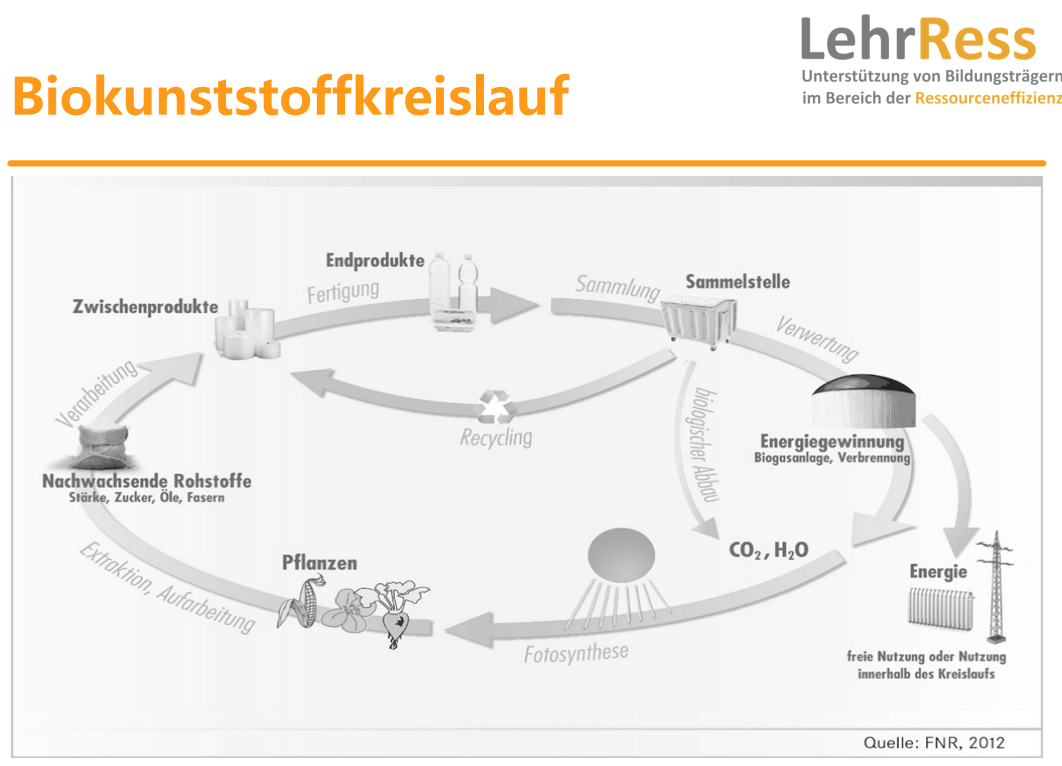 LehrRess
Unterstützung von Bildungsträgern
im Bereich der Ressourceneffizienz
Biokunststoffkreislauf
Endprodukte
Fertigung
Sammlung
Sammelstelle
Zwischenprodukte
Verwertung
Verarbeitung
Recycling
biologischer Abbau
Energiegewinnung
Biogasanlage, Verbrennung
Nachwachsende Rohstoffe
Stärke, Zucker, Öle, Fasern
Extraktion, Aufarbeitung
Pflanzen
CO₂, H₂O
Energie
Fotosynthese
freie Nutzung oder Nutzung
innerhalb des Kreislaufs
Quelle: FNR, 2012